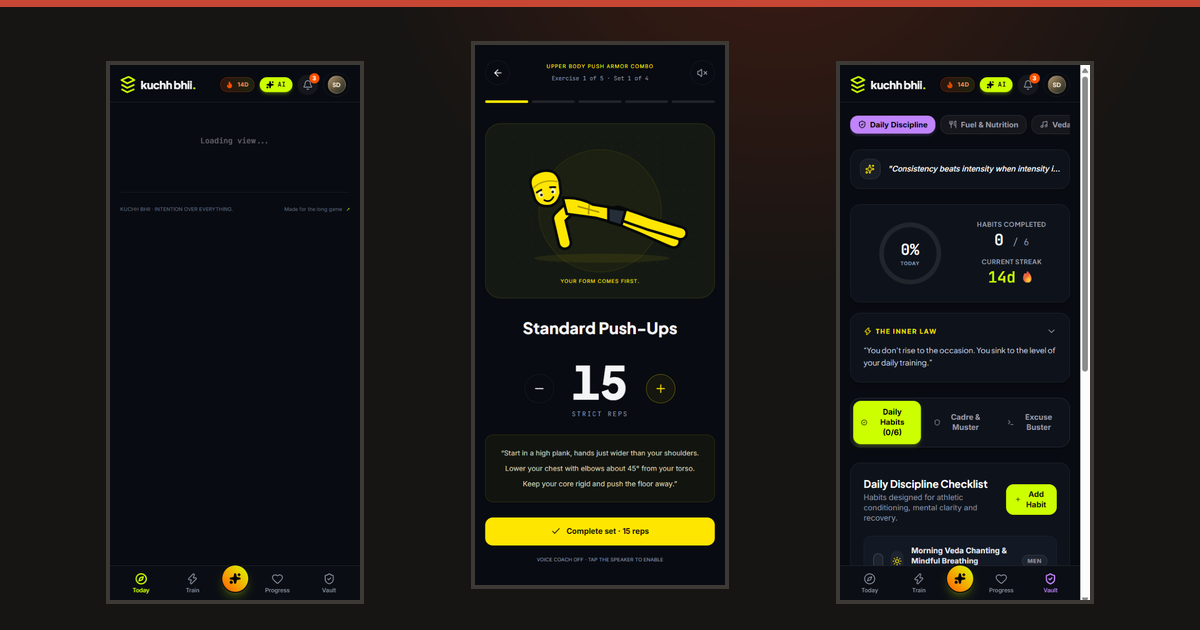 kuchh bhii.
14D
AI
3
SD
Loading view...
KUCHH BHII · INTENTION OVER EVERYTHING.
Made for the long game
Today
Train
Progress
Vault
UPPER BODY PUSH ARMOR COMBO
Exercise 1 of 5 · Set 1 of 4
YOUR FORM COMES FIRST.
Standard Push-Ups
15
STRICT REPS
"Start in a high plank, hands just wider than your shoulders.
Lower your chest with elbows about 45° from your torso.
Keep your core rigid and push the floor away."
Complete set · 15 reps
VOICE COACH OFF · TAP THE SPEAKER TO ENABLE
kuchh bhii.
14D
AI
3
SD
Daily Discipline
Fuel & Nutrition
Veda
"Consistency beats intensity when intensity i...
0%
TODAY
HABITS COMPLETED
0 / 6
CURRENT STREAK
14d
THE INNER LAW
"You don't rise to the occasion. You sink to the level of
your daily training."
Daily
Habits
(0/6)
Cadre &
Muster
Excuse
Buster
Daily Discipline Checklist
Habits designed for athletic
conditioning, mental clarity and
recovery.
Add
Habit
Morning Veda Chanting &
Mindful Breathing
MEN
Today
Train
Progress
Vault